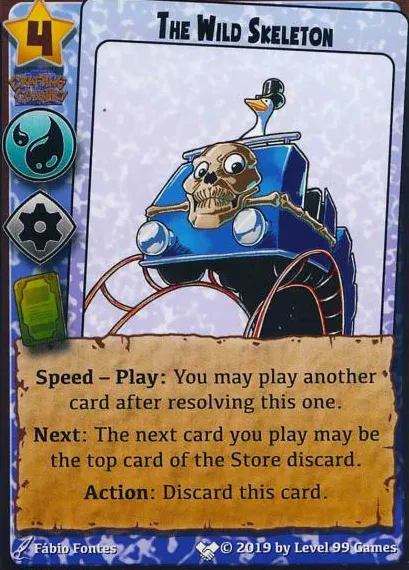 The Wild Skeleton
4
Speed – Play: You may play another
card after resolving this one.
Next: The next card you play may be
the top card of the Store discard.
Action: Discard this card.
Fábio Fontes
© 2019 by Level 99 Games